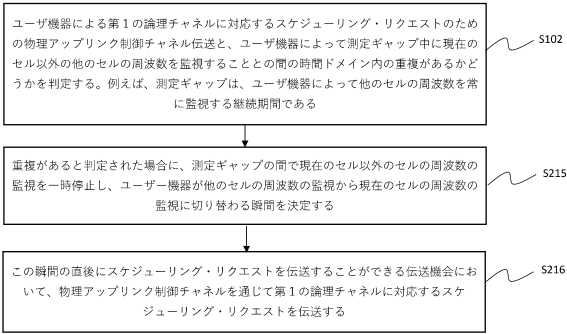 ユーザ機器による第１の論理チャネルに対応するスケジューリング・リクエストのため
の物理アップリンク制御チャネル伝送と、ユーザ機器によって測定ギャップ中に現在の
セル以外の他のセルの周波数を監視することとの間の時間ドメイン内の重複があるかど
うかを判定する。例えば、測定ギャップは、ユーザ機器によって他のセルの周波数を常
に監視する継続期間である
S102
重複があると判定された場合に、測定ギャップの間で現在のセル以外のセルの周波数の
監視を一時停止し、ユーザー機器が他のセルの周波数の監視から現在のセルの周波数の
監視に切り替わる瞬間を決定する
S215
この瞬間の直後にスケジューリング・リクエストを伝送することができる伝送機会にお
いて、物理アップリンク制御チャネルを通じて第１の論理チャネルに対応するスケ
ジューリング・リクエストを伝送する
S216